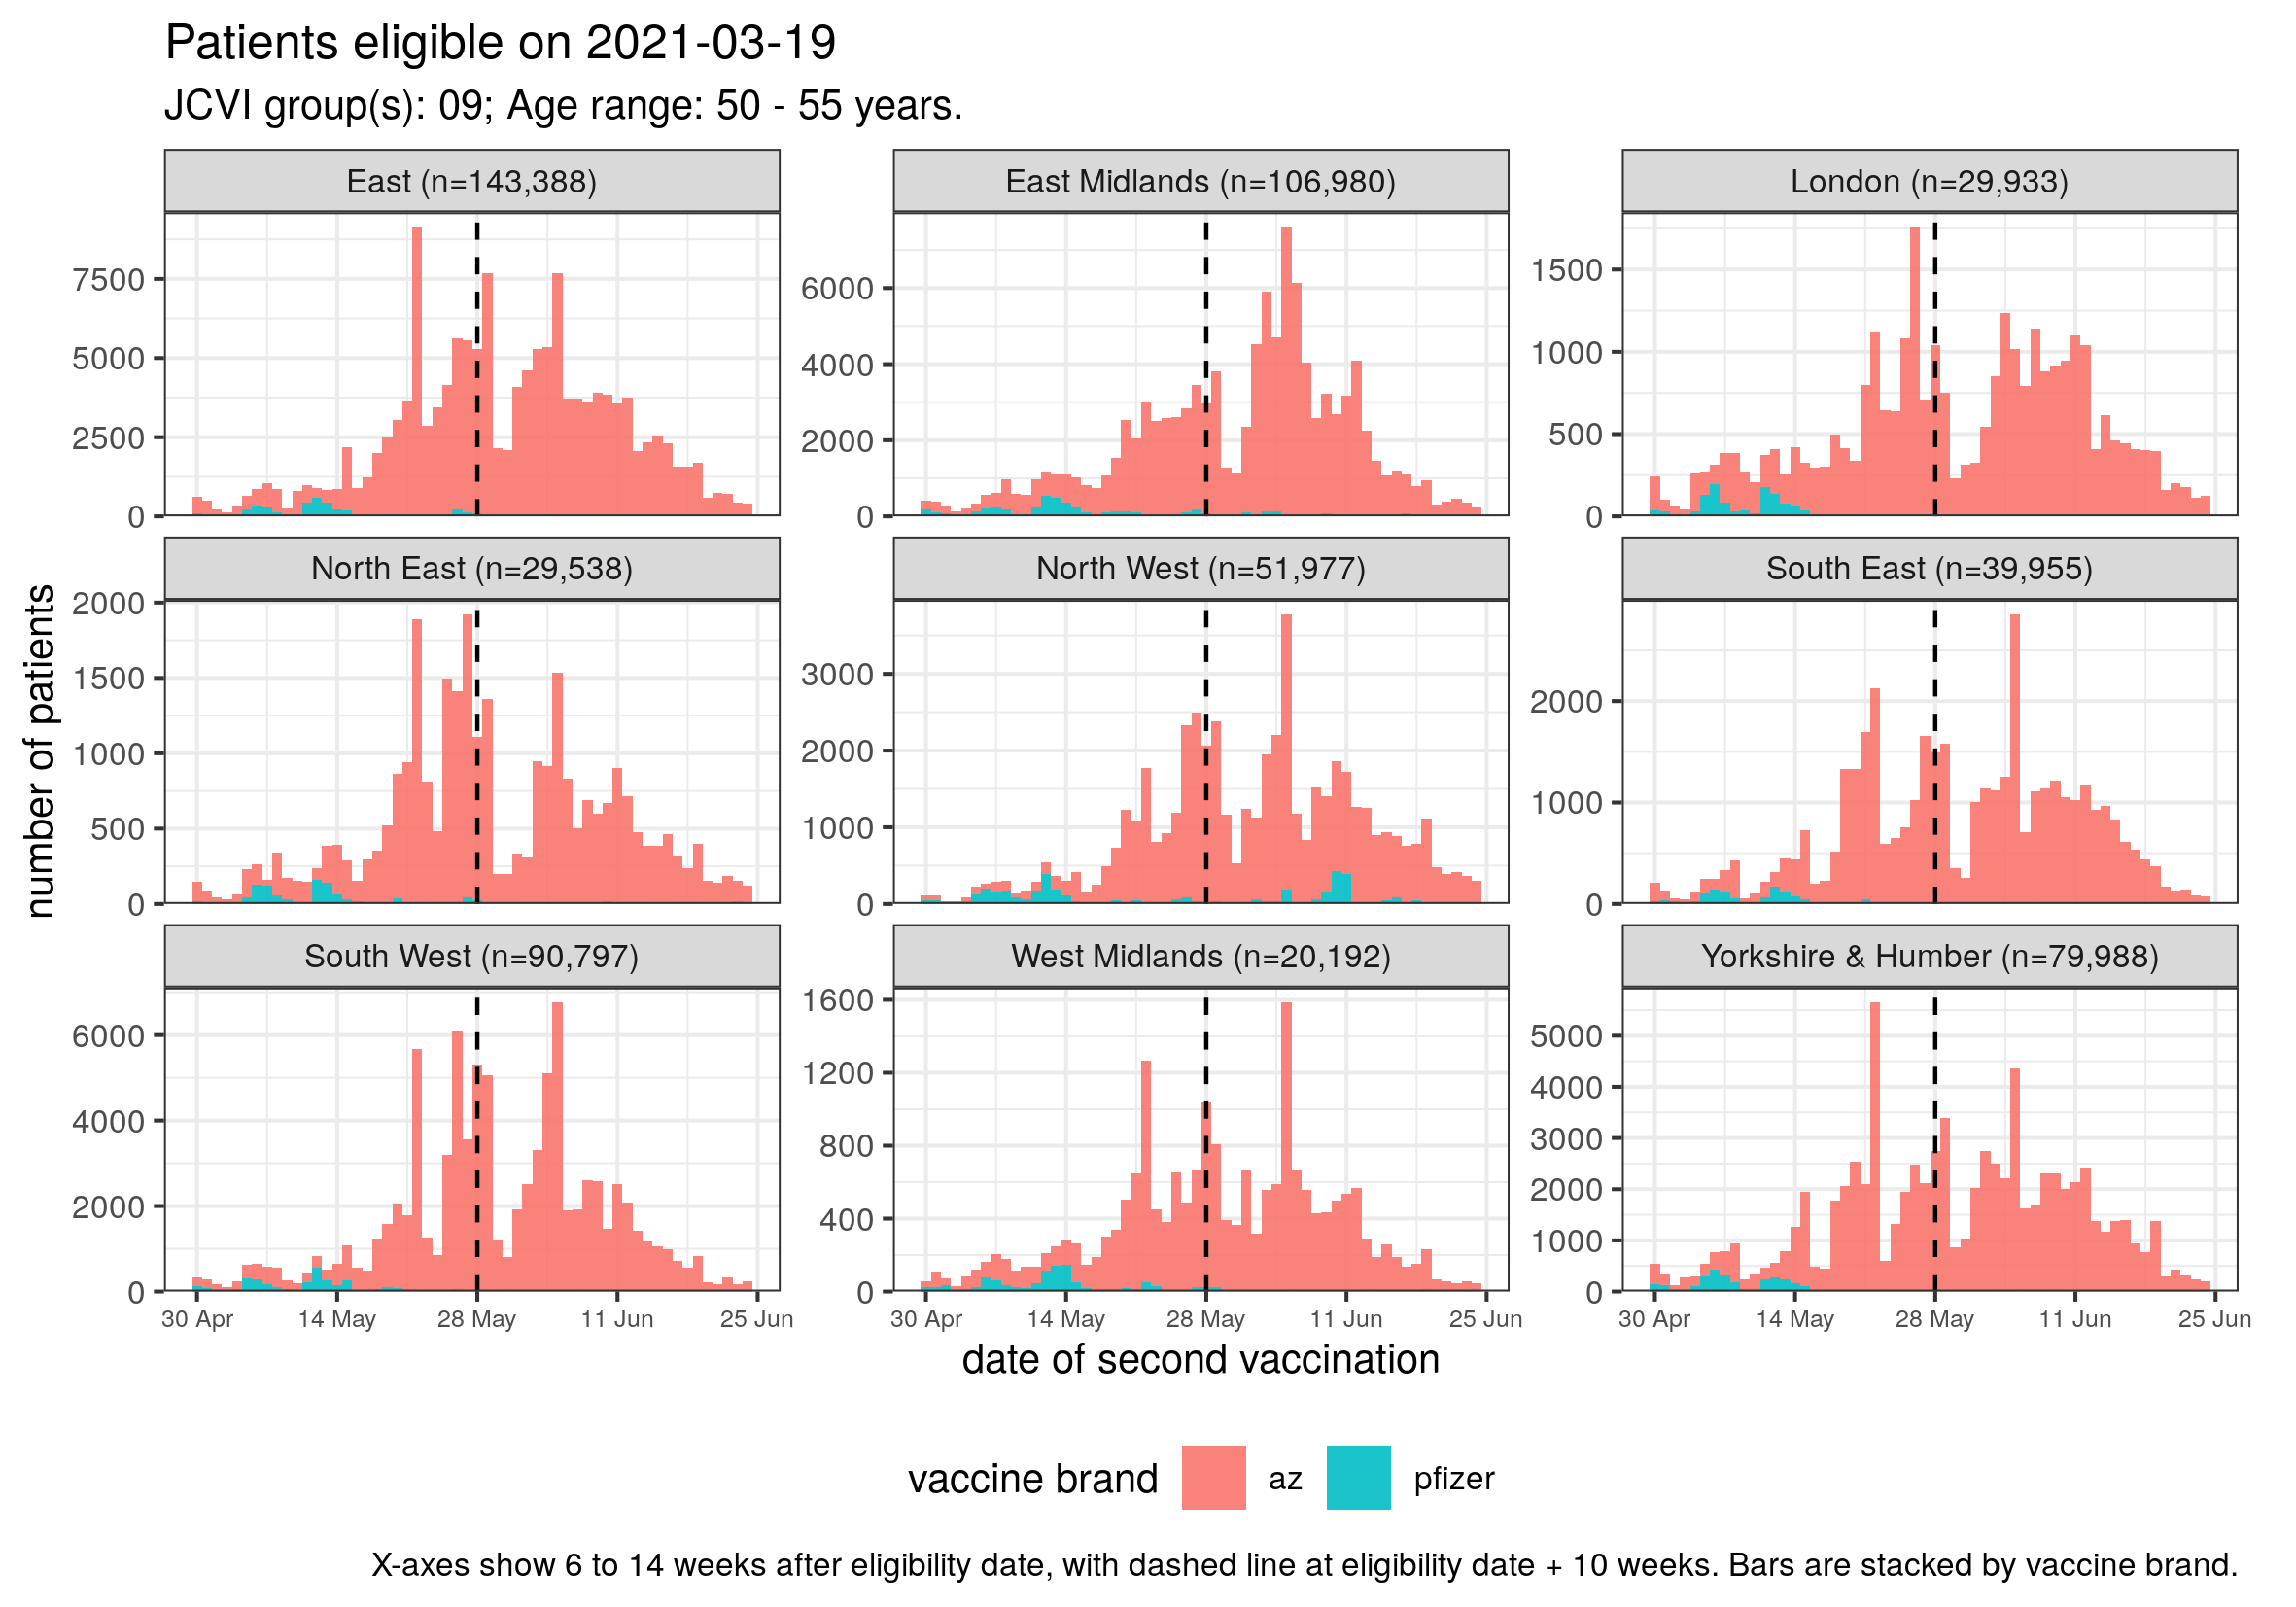 Patients eligible on 2021-03-19
JCVI group(s): 09; Age range: 50 - 55 years.
East (n=143,388)
East Midlands (n=106,980)
London (n=29,933)
7500
5000
2500
0
6000
4000
2000
0
1500
1000
500
0
North East (n=29,538)
North West (n=51,977)
South East (n=39,955)
2000
1500
1000
500
0
3000
2000
1000
0
2000
1000
0
South West (n=90,797)
West Midlands (n=20,192)
Yorkshire & Humber (n=79,988)
6000
4000
2000
0
1600
1200
800
400
0
5000
4000
3000
2000
1000
0
30 Apr 14 May 28 May 11 Jun 25 Jun
30 Apr 14 May 28 May 11 Jun 25 Jun
30 Apr 14 May 28 May 11 Jun 25 Jun
number of patients
date of second vaccination
vaccine brand az pfizer
X-axes show 6 to 14 weeks after eligibility date, with dashed line at eligibility date + 10 weeks. Bars are stacked by vaccine brand.